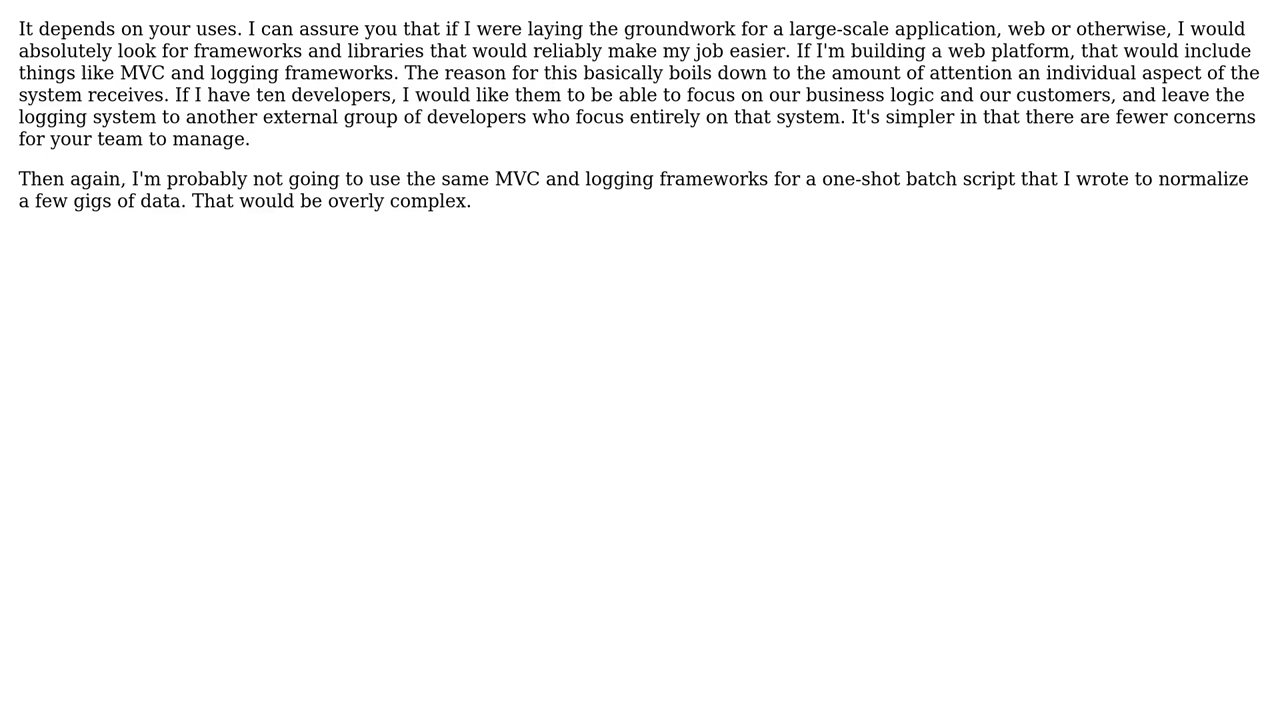 It depends on your uses. I can assure you that if I were laying the groundwork for a large-scale application, web or otherwise, I would
absolutely look for frameworks and libraries that would reliably make my job easier. If I'm building a web platform, that would include
things like MVC and logging frameworks. The reason for this basically boils down to the amount of attention an individual aspect of the
system receives. If I have ten developers, I would like them to be able to focus on our business logic and our customers, and leave the
logging system to another external group of developers who focus entirely on that system. It's simpler in that there are fewer concerns
for your team to manage.
Then again, I'm probably not going to use the same MVC and logging frameworks for a one-shot batch script that I wrote to normalize
a few gigs of data. That would be overly complex.